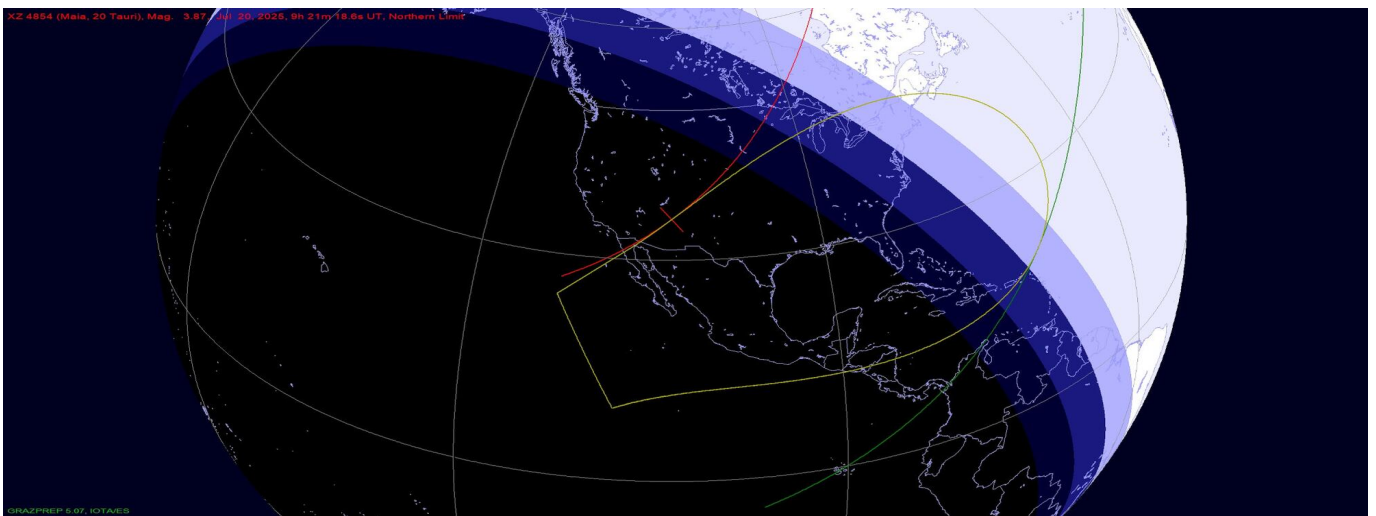 XZ 4854 (Maia, 20 Tauri), Mag. 3.87, Jul 20, 2025, 9h 21m 18.6s UT, Northern Limit
GRAZPREP 5.07, IOTA/ES